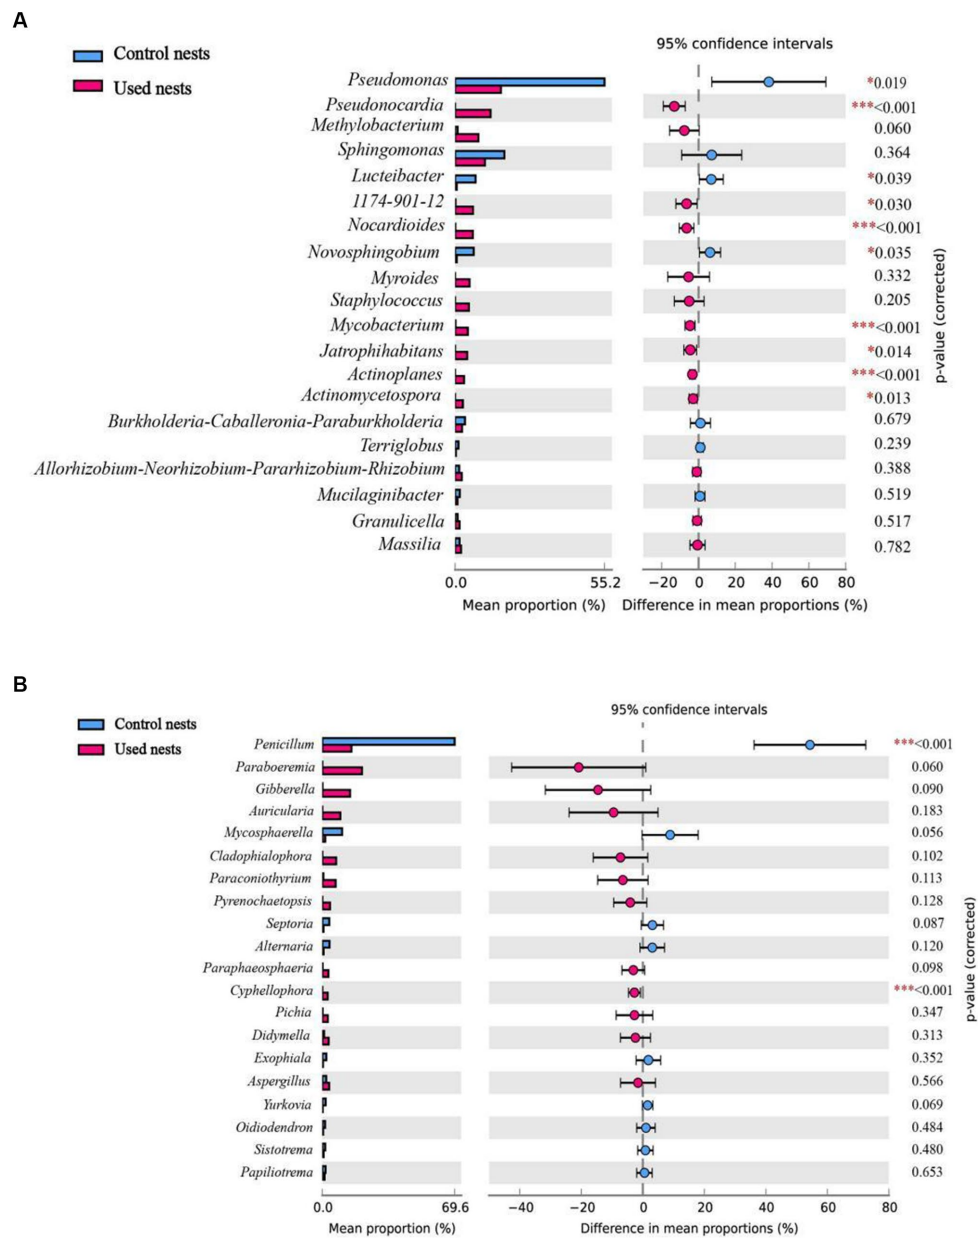 A
Control nests
Used nests
95% confidence intervals
Pseudomonas *0.019
Pseudonocardia ***<0.001
Methylobacterium 0.060
Sphingomonas 0.364
Lucteibacter *0.039
1174-901-12 *0.030
Nocardioides ***<0.001
Novosphingobium *0.035
Myroides 0.332
Staphylococcus 0.205
Mycobacterium ***<0.001
Jatrophihabitans *0.014
Actinoplanes ***<0.001
Actinomycetospora *0.013
Burkholderia-Caballeronia-Paraburkholderia 0.679
Terriglobus 0.239
Allorhizobium-Neorhizobium-Pararhizobium-Rhizobium 0.388
Mucilaginibacter 0.519
Granulicella 0.517
Massilia 0.782
p-value (corrected)
0.0 55.2 −20 0 20 40 60 80
Mean proportion (%) Difference in mean proportions (%)
B
Control nests
Used nests
95% confidence intervals
Penicillum ***<0.001
Paraboeremia 0.060
Gibberella 0.090
Auricularia 0.183
Mycosphaerella 0.056
Cladophialophora 0.102
Paraconiothyrium 0.113
Pyrenochaetopsis 0.128
Septoria 0.087
Alternaria 0.120
Paraphaeosphaeria 0.098
Cyphellophora ***<0.001
Pichia 0.347
Didymella 0.313
Exophiala 0.352
Aspergillus 0.566
Yurkovia 0.069
Oidiodendron 0.484
Sistotrema 0.480
Papiliotrema 0.653
p-value (corrected)
0.0 69.6 −40 −20 0 20 40 60 80
Mean proportion (%) Difference in mean proportions (%)